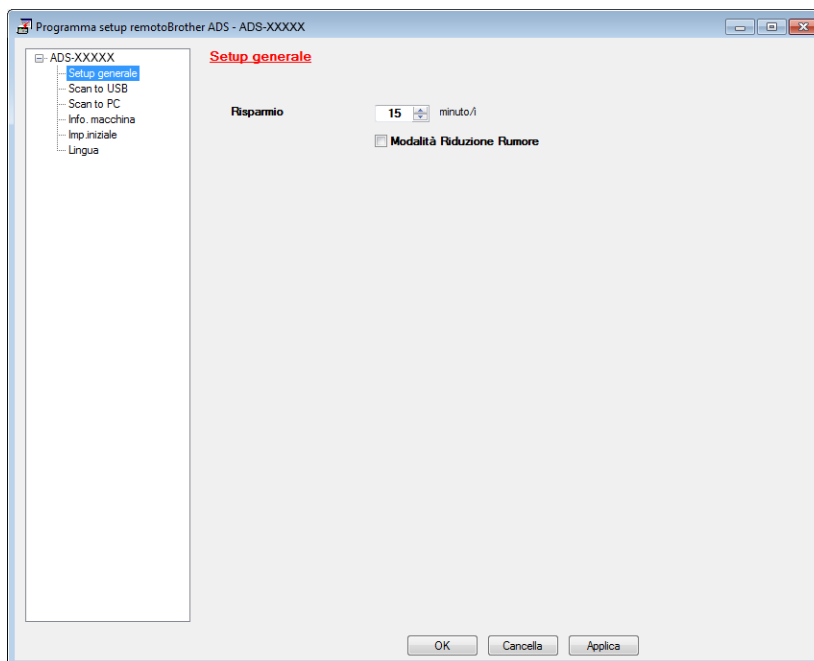 Programma setup remotoBrother ADS - ADS-XXXXX
ADS-XXXXX
Setup generale
Scan to USB
Scan to PC
Info. macchina
Imp.iniziale
Lingua
Setup generale
Risparmio 15 minuto/i
Modalità Riduzione Rumore
OK Cancella Applica